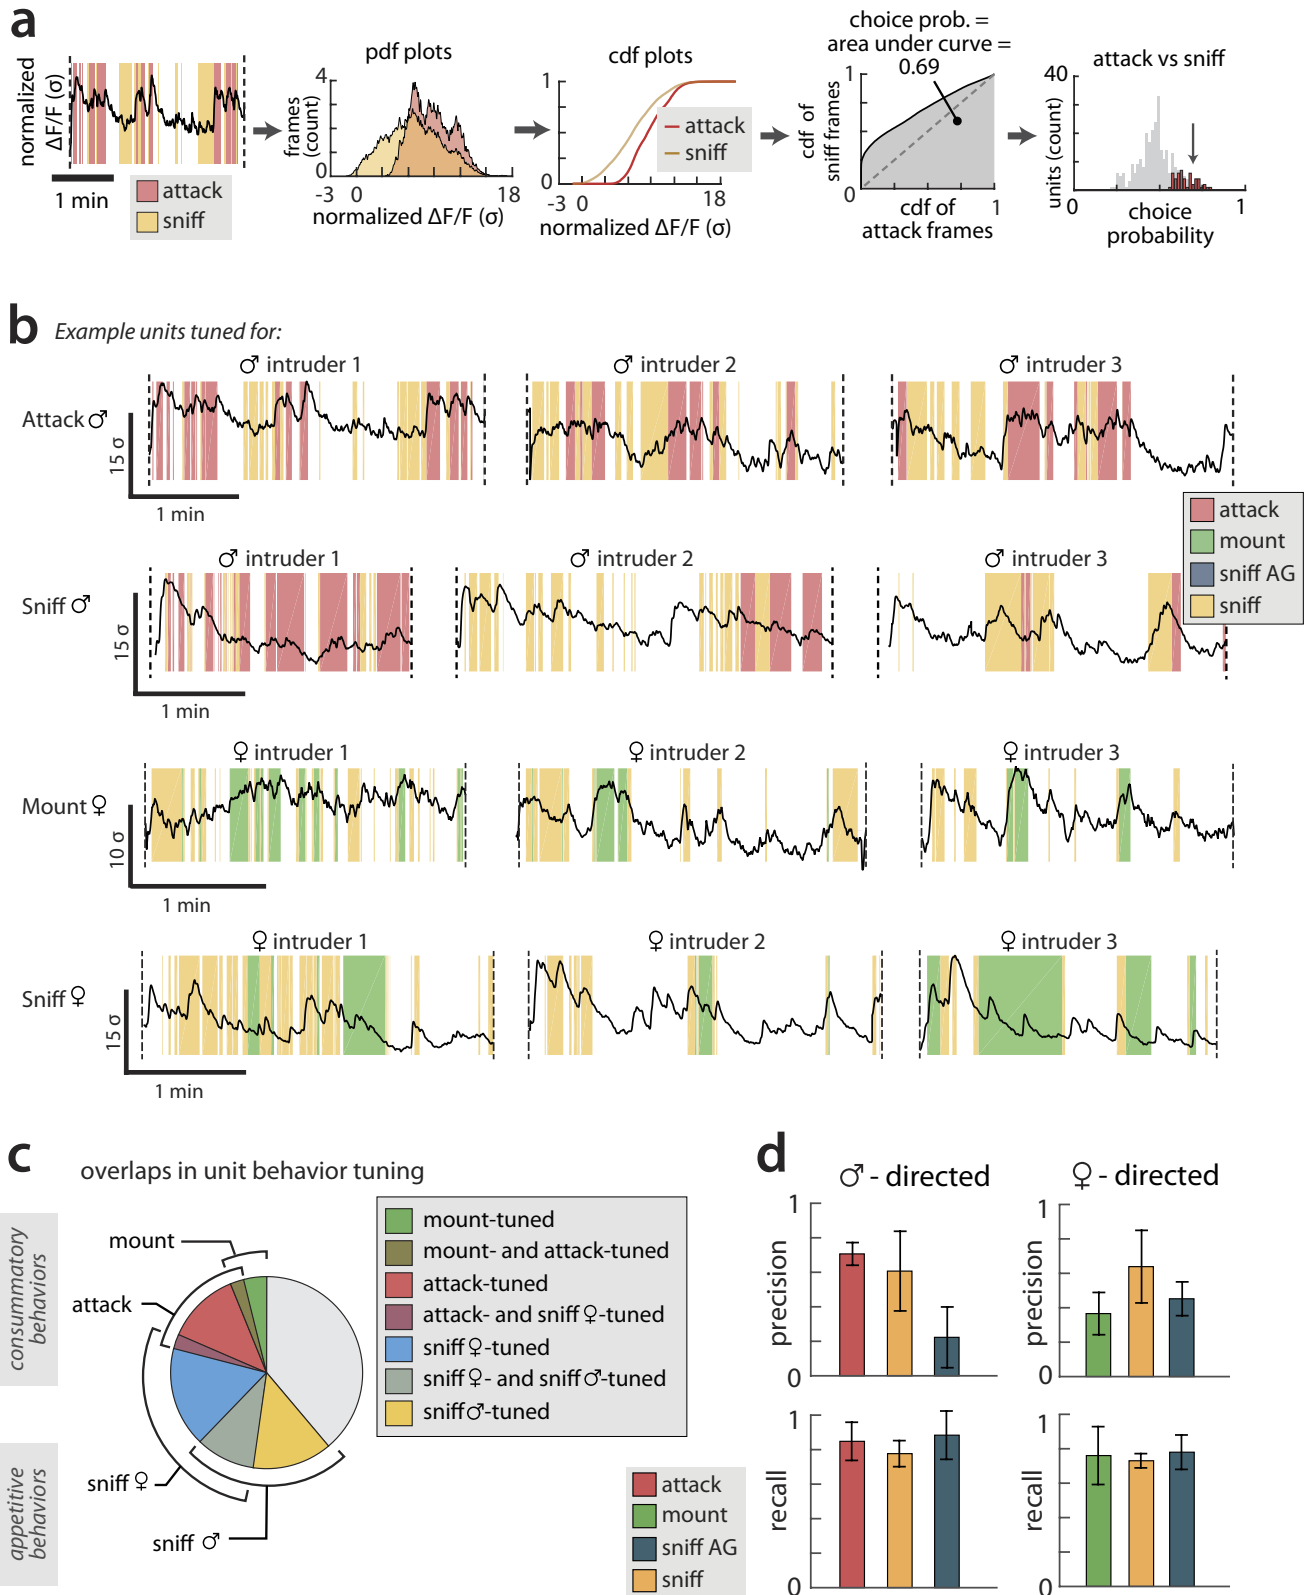 a
normalized
ΔF/F (σ)
1 min
attack
sniff
pdf plots
frames
(count)
4
2
0
-3 0 18
normalized ΔF/F (σ)
cdf plots
1
0
attack
sniff
-3 0 18
normalized ΔF/F (σ)
choice prob. =
area under curve =
0.69
cdf of
sniff frames
1
0
0 1
cdf of
attack frames
attack vs sniff
units (count)
40
0
0 1
choice
probability
b
Example units tuned for:
♂ intruder 1
♂ intruder 2
♂ intruder 3
Attack ♂
15 σ
1 min
attack
mount
sniff AG
sniff
♂ intruder 1
♂ intruder 2
♂ intruder 3
Sniff ♂
15 σ
1 min
♀ intruder 1
♀ intruder 2
♀ intruder 3
Mount ♀
10 σ
1 min
♀ intruder 1
♀ intruder 2
♀ intruder 3
Sniff ♀
15 σ
1 min
c
overlaps in unit behavior tuning
consummatory
behaviors
appetitive
behaviors
mount
attack
sniff ♀
sniff ♂
mount-tuned
mount- and attack-tuned
attack-tuned
attack- and sniff ♀-tuned
sniff ♀-tuned
sniff ♀- and sniff ♂-tuned
sniff ♂-tuned
d
♂ - directed
♀ - directed
precision
1
0
precision
1
0
recall
1
0
recall
1
0
attack
mount
sniff AG
sniff